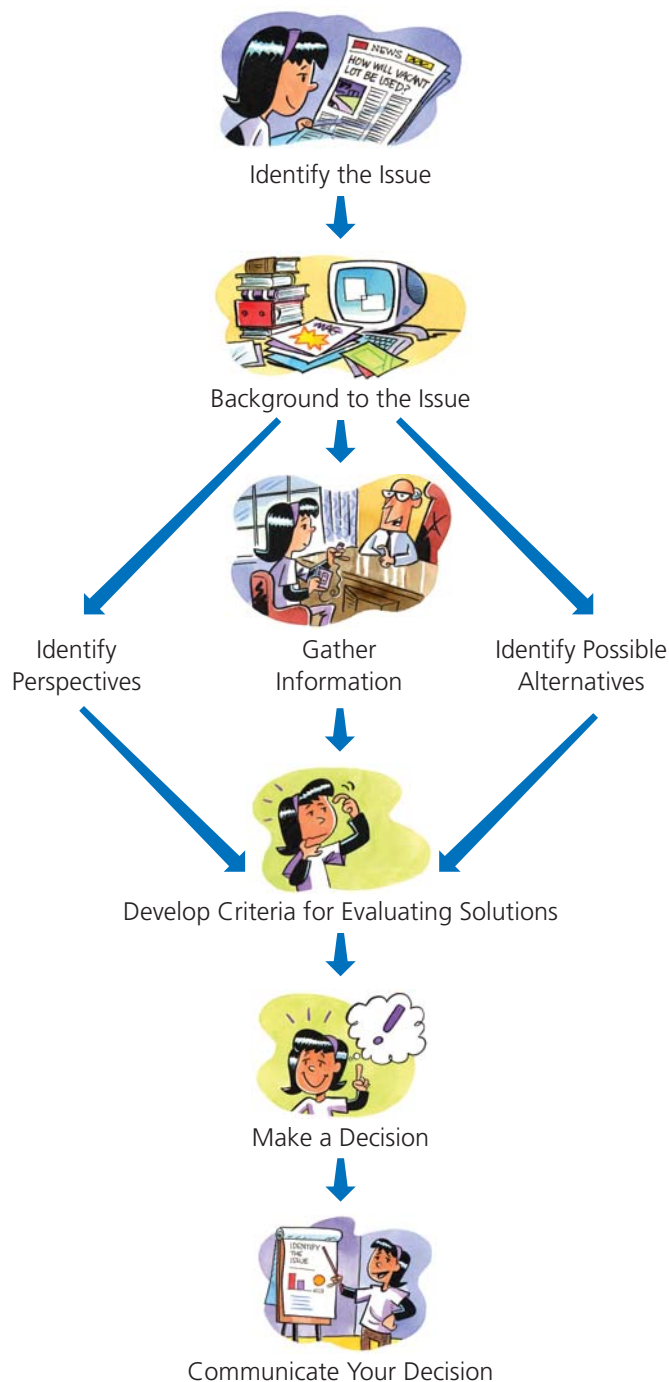 NEWS
HOW WILL VACANT
LOT BE USED?
Identify the Issue
MAG
Background to the Issue
Identify
Perspectives
Gather
Information
Identify Possible
Alternatives
Develop Criteria for Evaluating Solutions
!
Make a Decision
IDENTIFY
THE
ISSUE
Communicate Your Decision